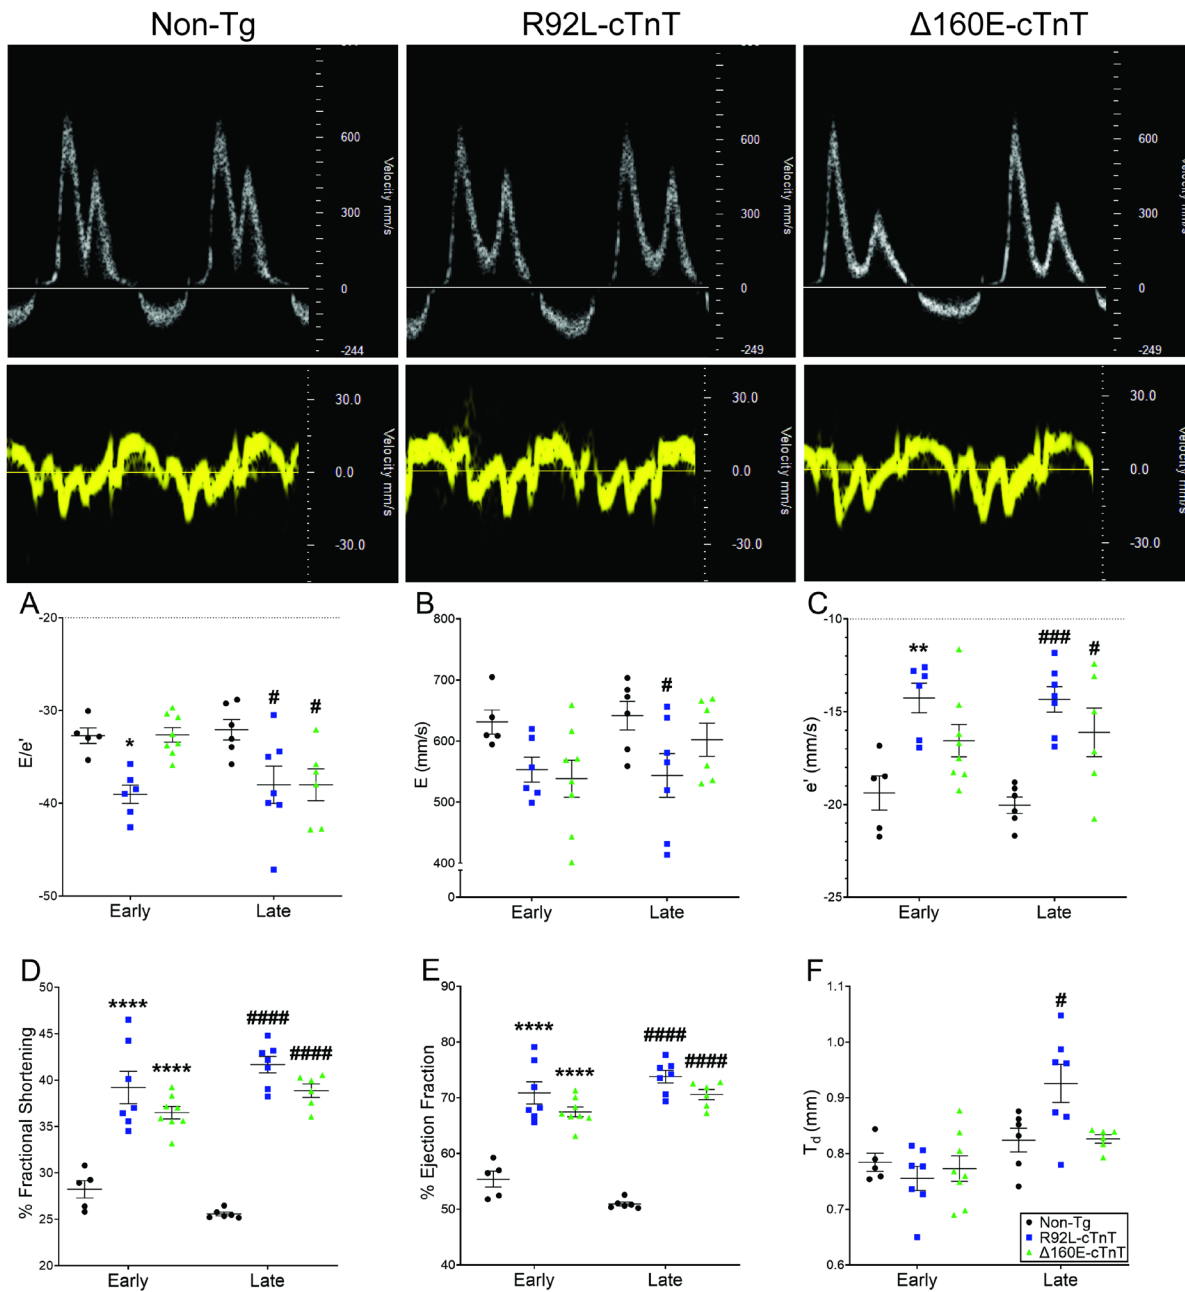 Non-Tg
R92L-cTnT
Δ160E-cTnT
600
300
0
-244
Velocity mm/s
600
300
0
-249
Velocity mm/s
600
300
0
-249
Velocity mm/s
30.0
0.0
-30.0
Velocity mm/s
30.0
0.0
-30.0
Velocity mm/s
30.0
0.0
-30.0
Velocity mm/s
A
-20
-30
-40
-50
E/e'
*
#
#
Early
Late
B
800
700
600
500
400
0
E (mm/s)
#
Early
Late
C
-10
-15
-20
-25
e' (mm/s)
**
###
#
Early
Late
D
50
45
40
35
30
25
20
% Fractional Shortening
****
****
####
####
Early
Late
E
90
80
70
60
50
40
% Ejection Fraction
****
****
####
####
Early
Late
F
1.1
1.0
0.9
0.8
0.7
0.6
Td (mm)
#
Early
Late
Non-Tg
R92L-cTnT
Δ160E-cTnT